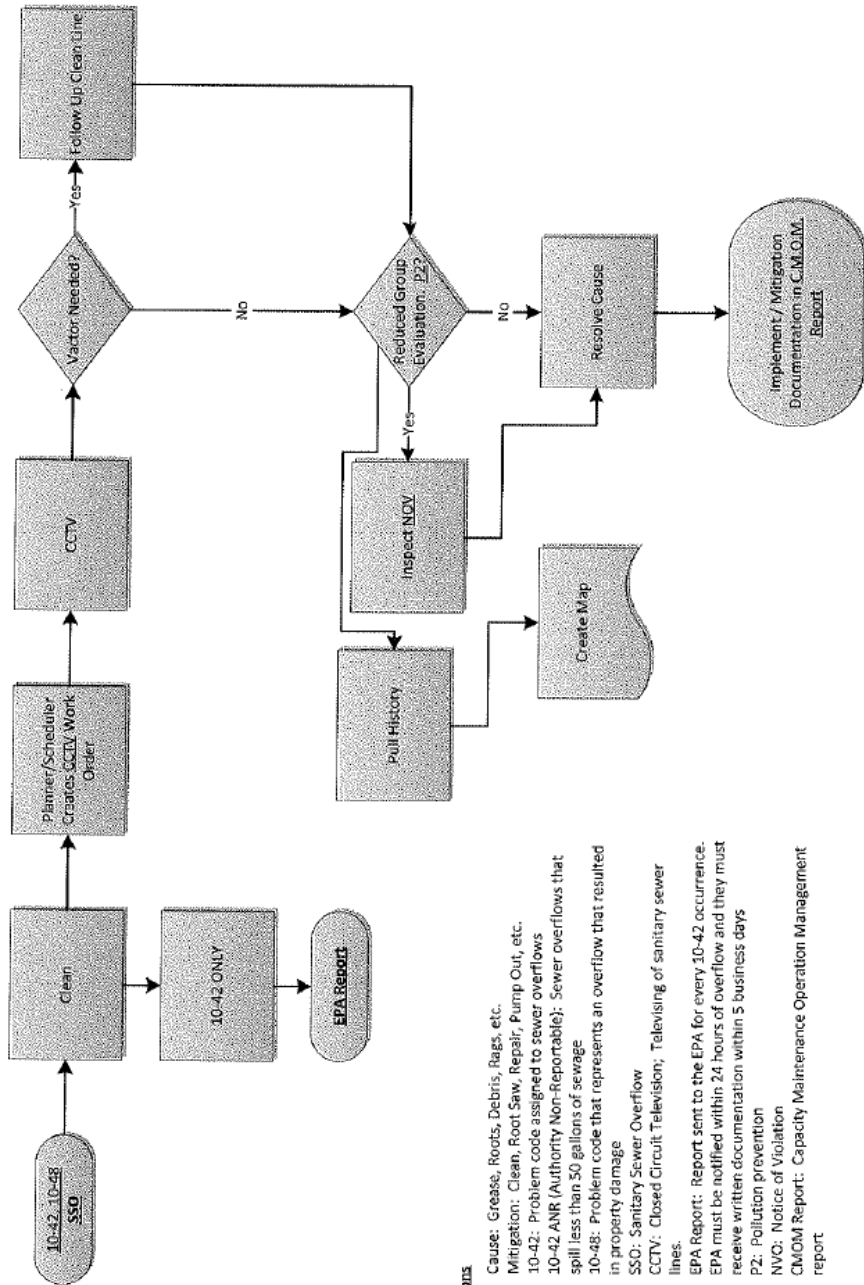 10-42, 10-48
SSO
Clean
Planner/Scheduler
Creates CCTV Work
Order
CCTV
Vactor Needed?
Yes
Follow Up Clean Line
No
10-42 ONLY
EPA Report
Reduced Group
Evaluation. P2?
Yes
No
Pull History
Inspect NOV
Create Map
Resolve Cause
Implement / Mitigation
Documentation in C.M.O.M.
Report
ons
Cause: Grease, Roots, Debris, Rags, etc.
Mitigation: Clean, Root Saw, Repair, Pump Out, etc.
10-42: Problem code assigned to sewer overflows
10-42 ANR (Authority Non-Reportable): Sewer overflows that
spill less than 50 gallons of sewage
10-48: Problem code that represents an overflow that resulted
in property damage
SSO: Sanitary Sewer Overflow
CCTV: Closed Circuit Television; Televising of sanitary sewer
lines.
EPA Report: Report sent to the EPA for every 10-42 occurrence.
EPA must be notified within 24 hours of overflow and they must
receive written documentation within 5 business days
P2: Pollution prevention
NVO: Notice of Violation
CMOM Report: Capacity Maintenance Operation Management
report